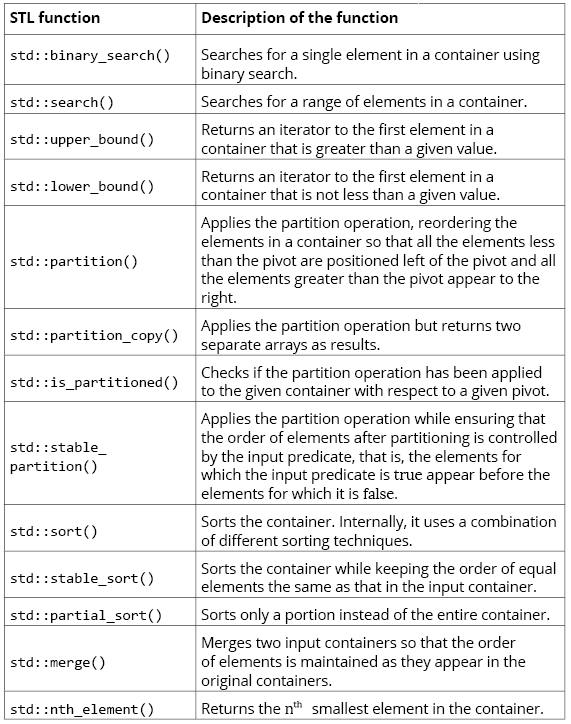 STL function Description of the function
std::binary_search() Searches for a single element in a container using
binary search.
std::search() Searches for a range of elements in a container.
std::upper_bound() Returns an iterator to the first element in a
container that is greater than a given value.
std::lower_bound() Returns an iterator to the first element in a
container that is not less than a given value.
std::partition() Applies the partition operation, reordering the
elements in a container so that all the elements less
than the pivot are positioned left of the pivot and all
the elements greater than the pivot appear to the
right.
std::partition_copy() Applies the partition operation but returns two
separate arrays as results.
std::is_partitioned() Checks if the partition operation has been applied
to the given container with respect to a given pivot.
std::stable_
partition() Applies the partition operation while ensuring that
the order of elements after partitioning is controlled
by the input predicate, that is, the elements for
which the input predicate is true appear before the
elements for which it is false.
std::sort() Sorts the container. Internally, it uses a combination
of different sorting techniques.
std::stable_sort() Sorts the container while keeping the order of equal
elements the same as that in the input container.
std::partial_sort() Sorts only a portion instead of the entire container.
std::merge() Merges two input containers so that the order
of elements is maintained as they appear in the
original containers.
std::nth_element() Returns the nth smallest element in the container.